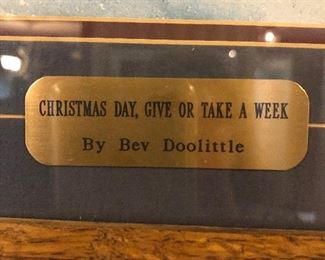 CHRISTMAS DAY, GIVE OR TAKE A WEEK
By Bev Doolittle